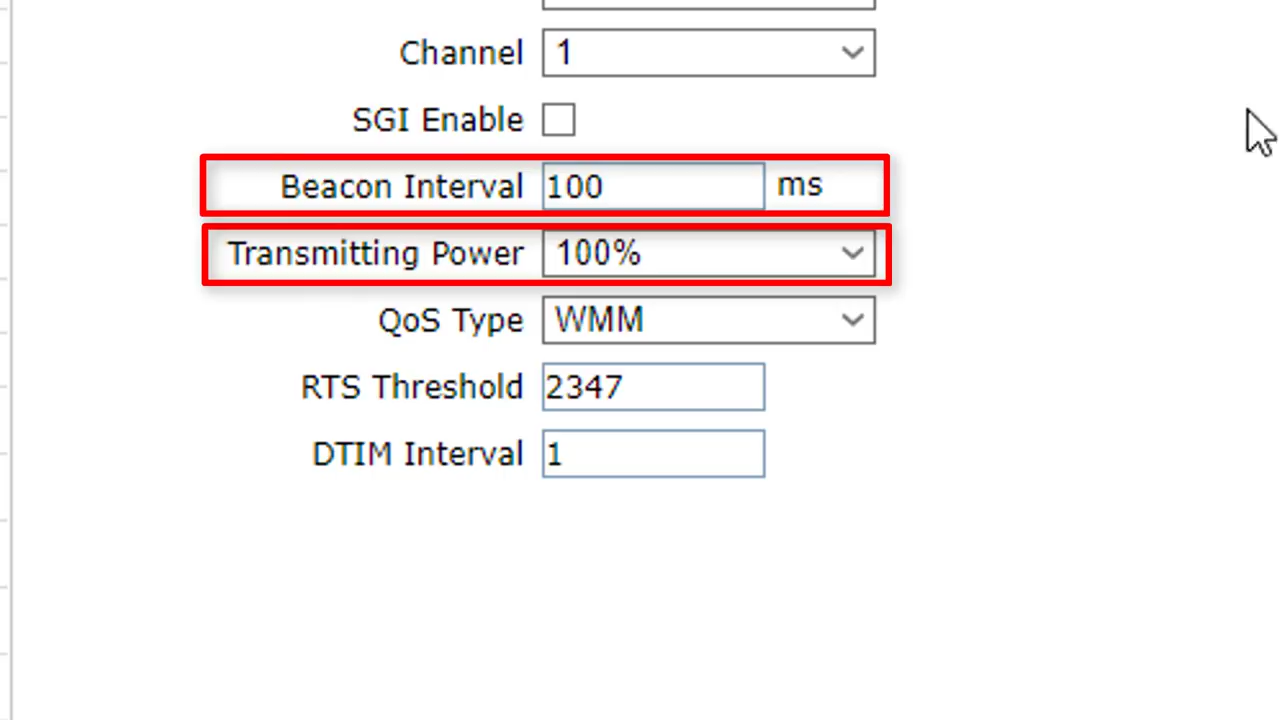 Channel 1
SGI Enable
Beacon Interval 100 ms
Transmitting Power 100%
QoS Type WMM
RTS Threshold 2347
DTIM Interval 1